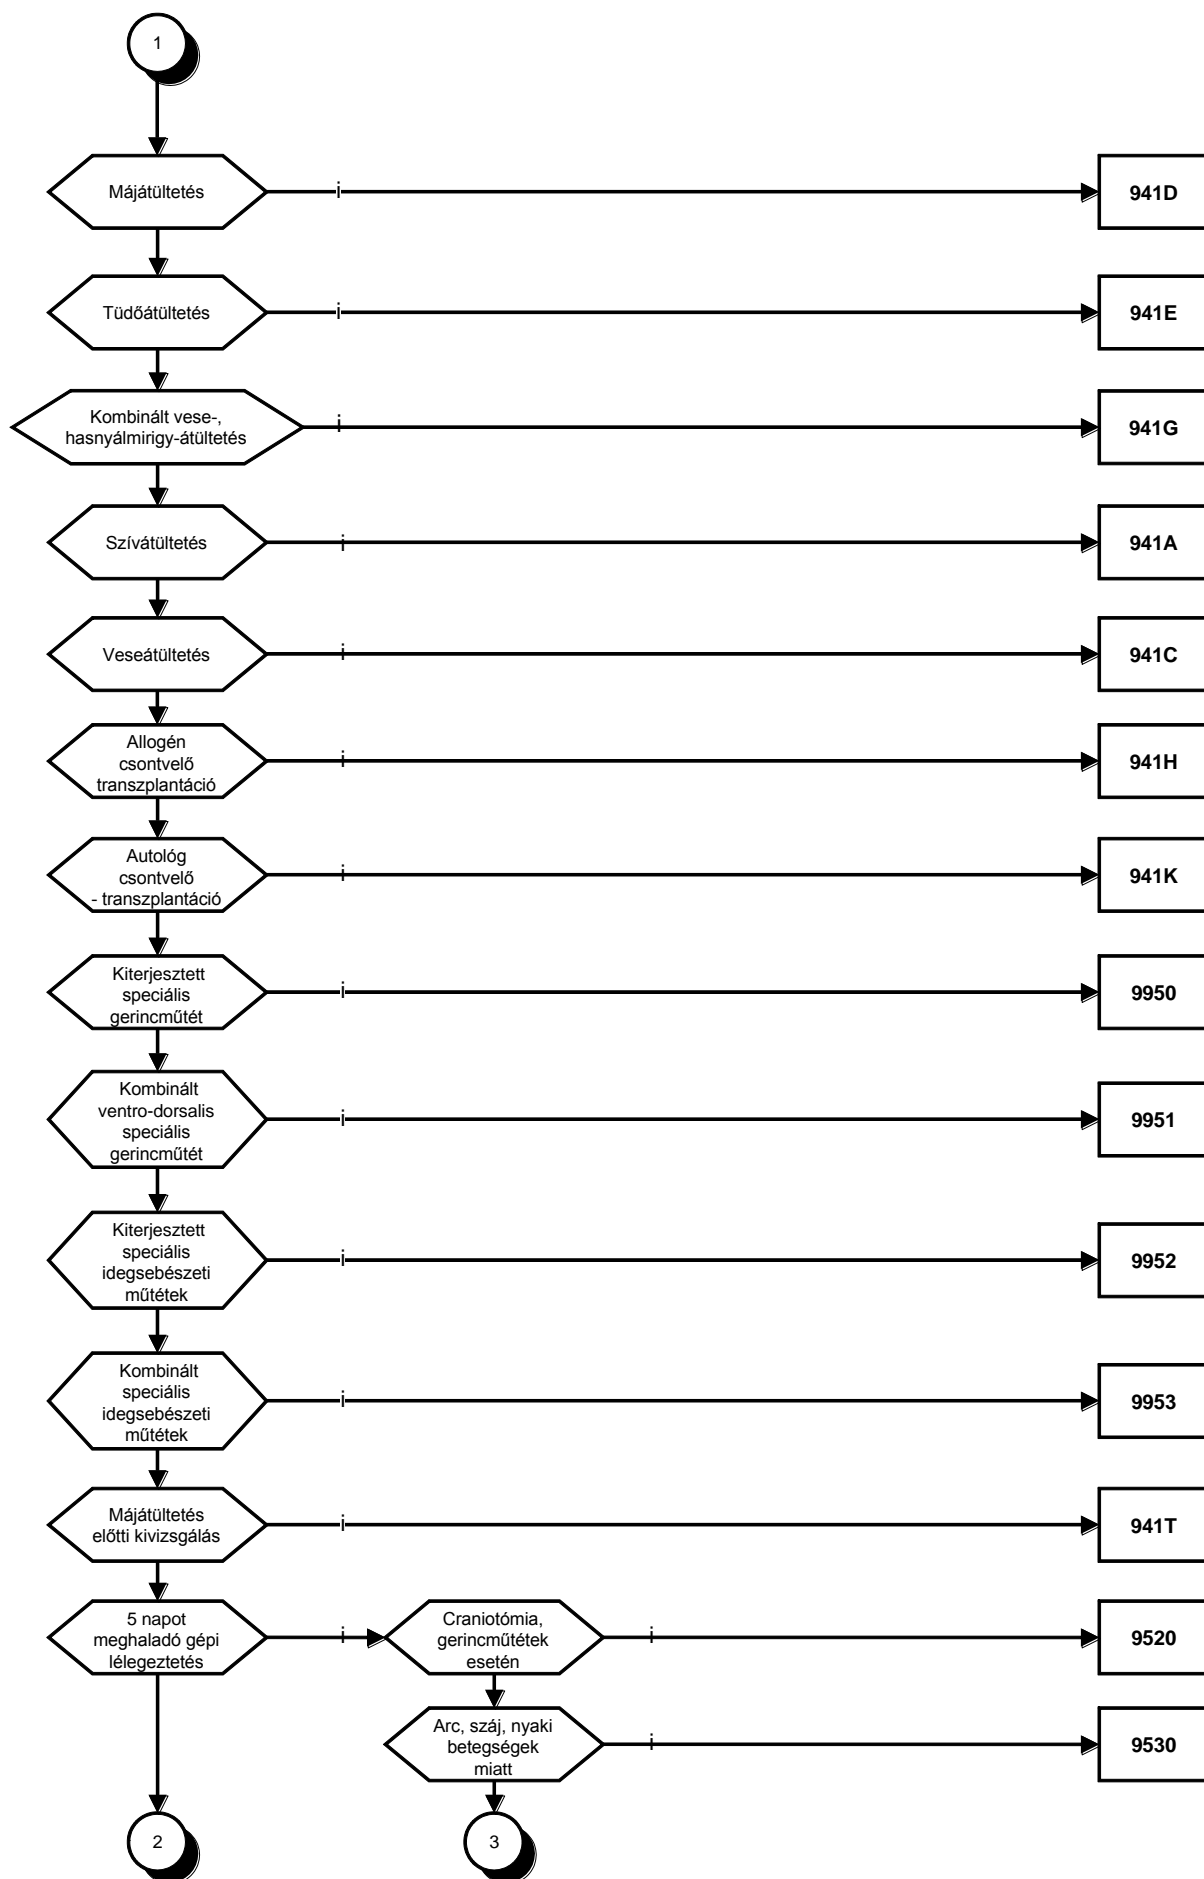 1
Májátültetés
i
941D
Tüdőátültetés
i
941E
Kombinált vese-,
hasnyálmirigy-átültetés
i
941G
Szívátültetés
i
941A
Veseátültetés
i
941C
Allogén
csontvelő
transzplantáció
i
941H
Autológ
csontvelő
- transzplantáció
i
941K
Kiterjesztett
speciális
gerincműtét
i
9950
Kombinált
ventro-dorsalis
speciális
gerincműtét
i
9951
Kiterjesztett
speciális
idegsebészeti
műtétek
i
9952
Kombinált
speciális
idegsebészeti
műtétek
i
9953
Májátültetés
előtti kivizsgálás
i
941T
5 napot
meghaladó gépi
lélegeztetés
i
Craniotómia,
gerincműtétek
esetén
i
9520
Arc, száj, nyaki
betegségek
miatt
i
9530
2
3